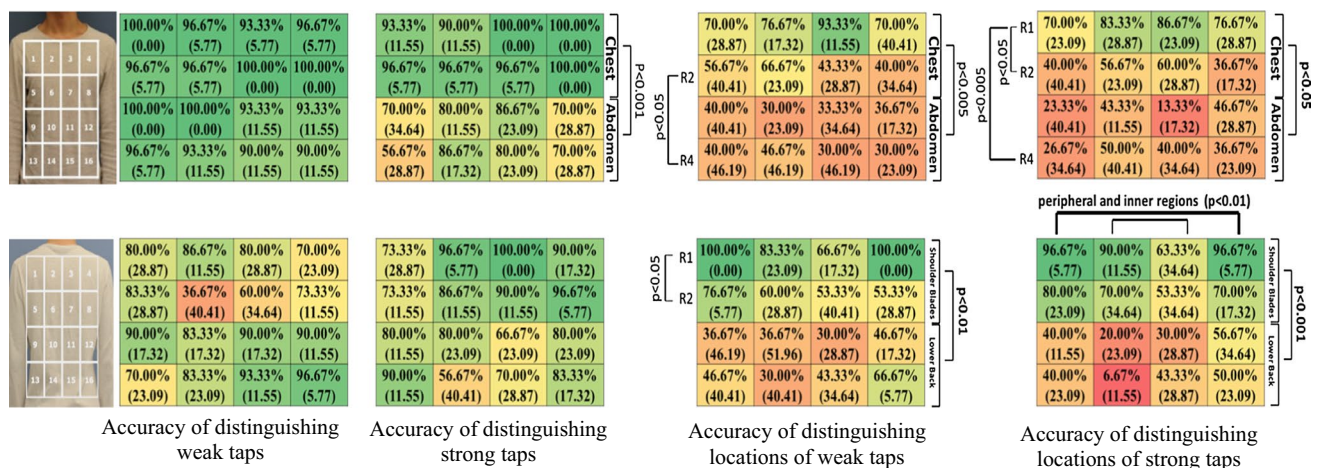 1 2 3 4
5 6 7 8
9 10 11 12
13 14 15 16
100.00% 96.67% 93.33% 96.67%
(0.00) (5.77) (5.77) (5.77)
96.67% 96.67% 100.00% 100.00%
(5.77) (5.77) (0.00) (0.00)
100.00% 100.00% 93.33% 93.33%
(0.00) (0.00) (11.55) (11.55)
96.67% 93.33% 90.00% 90.00%
(5.77) (11.55) (11.55) (11.55)
93.33% 90.00% 100.00% 100.00%
(11.55) (11.55) (0.00) (0.00)
96.67% 96.67% 96.67% 100.00%
(5.77) (5.77) (5.77) (0.00)
70.00% 80.00% 86.67% 70.00%
(34.64) (11.55) (23.09) (28.87)
56.67% 86.67% 80.00% 70.00%
(28.87) (17.32) (23.09) (28.87)
Chest
Abdomen
P<0.001
p<0.05
R2
R4
70.00% 76.67% 93.33% 70.00%
(28.87) (17.32) (11.55) (40.41)
56.67% 66.67% 43.33% 40.00%
(40.41) (23.09) (28.87) (34.64)
40.00% 30.00% 33.33% 36.67%
(40.41) (23.09) (34.64) (17.32)
40.00% 46.67% 30.00% 30.00%
(46.19) (46.19) (46.19) (23.09)
Chest
Abdomen
p<0.005
p<0.005
p<0.05
R1
R2
R4
70.00% 83.33% 86.67% 76.67%
(23.09) (28.87) (23.09) (28.87)
40.00% 56.67% 60.00% 36.67%
(40.41) (23.09) (28.87) (17.32)
23.33% 43.33% 13.33% 46.67%
(40.41) (11.55) (17.32) (28.87)
26.67% 50.00% 40.00% 36.67%
(34.64) (40.41) (34.64) (23.09)
Chest
Abdomen
p<0.05
1 2 3 4
5 6 7 8
9 10 11 12
13 14 15 16
80.00% 86.67% 80.00% 70.00%
(28.87) (11.55) (28.87) (23.09)
83.33% 36.67% 60.00% 73.33%
(28.87) (40.41) (34.64) (11.55)
90.00% 83.33% 90.00% 90.00%
(17.32) (23.09) (17.32) (11.55)
70.00% 83.33% 93.33% 96.67%
(23.09) (23.09) (11.55) (5.77)
73.33% 96.67% 100.00% 90.00%
(28.87) (5.77) (0.00) (17.32)
73.33% 86.67% 90.00% 96.67%
(11.55) (11.55) (11.55) (5.77)
80.00% 80.00% 66.67% 80.00%
(11.55) (23.09) (23.09) (23.09)
90.00% 56.67% 70.00% 83.33%
(11.55) (40.41) (28.87) (17.32)
p<0.05
R1
R2
100.00% 83.33% 66.67% 100.00%
(0.00) (23.09) (17.32) (0.00)
76.67% 60.00% 53.33% 53.33%
(5.77) (28.87) (40.41) (28.87)
36.67% 36.67% 30.00% 46.67%
(46.19) (51.96) (28.87) (17.32)
46.67% 30.00% 43.33% 66.67%
(40.41) (40.41) (34.64) (5.77)
Shoulder Blades
Lower Back
p<0.01
peripheral and inner regions (p<0.01)
96.67% 90.00% 63.33% 96.67%
(5.77) (11.55) (34.64) (5.77)
80.00% 70.00% 53.33% 70.00%
(23.09) (34.64) (34.64) (17.32)
40.00% 20.00% 30.00% 56.67%
(11.55) (23.09) (28.87) (34.64)
40.00% 6.67% 43.33% 50.00%
(23.09) (11.55) (28.87) (23.09)
Shoulder Blades
Lower Back
p<0.001
Accuracy of distinguishing
weak taps
Accuracy of distinguishing
strong taps
Accuracy of distinguishing
locations of weak taps
Accuracy of distinguishing
locations of strong taps